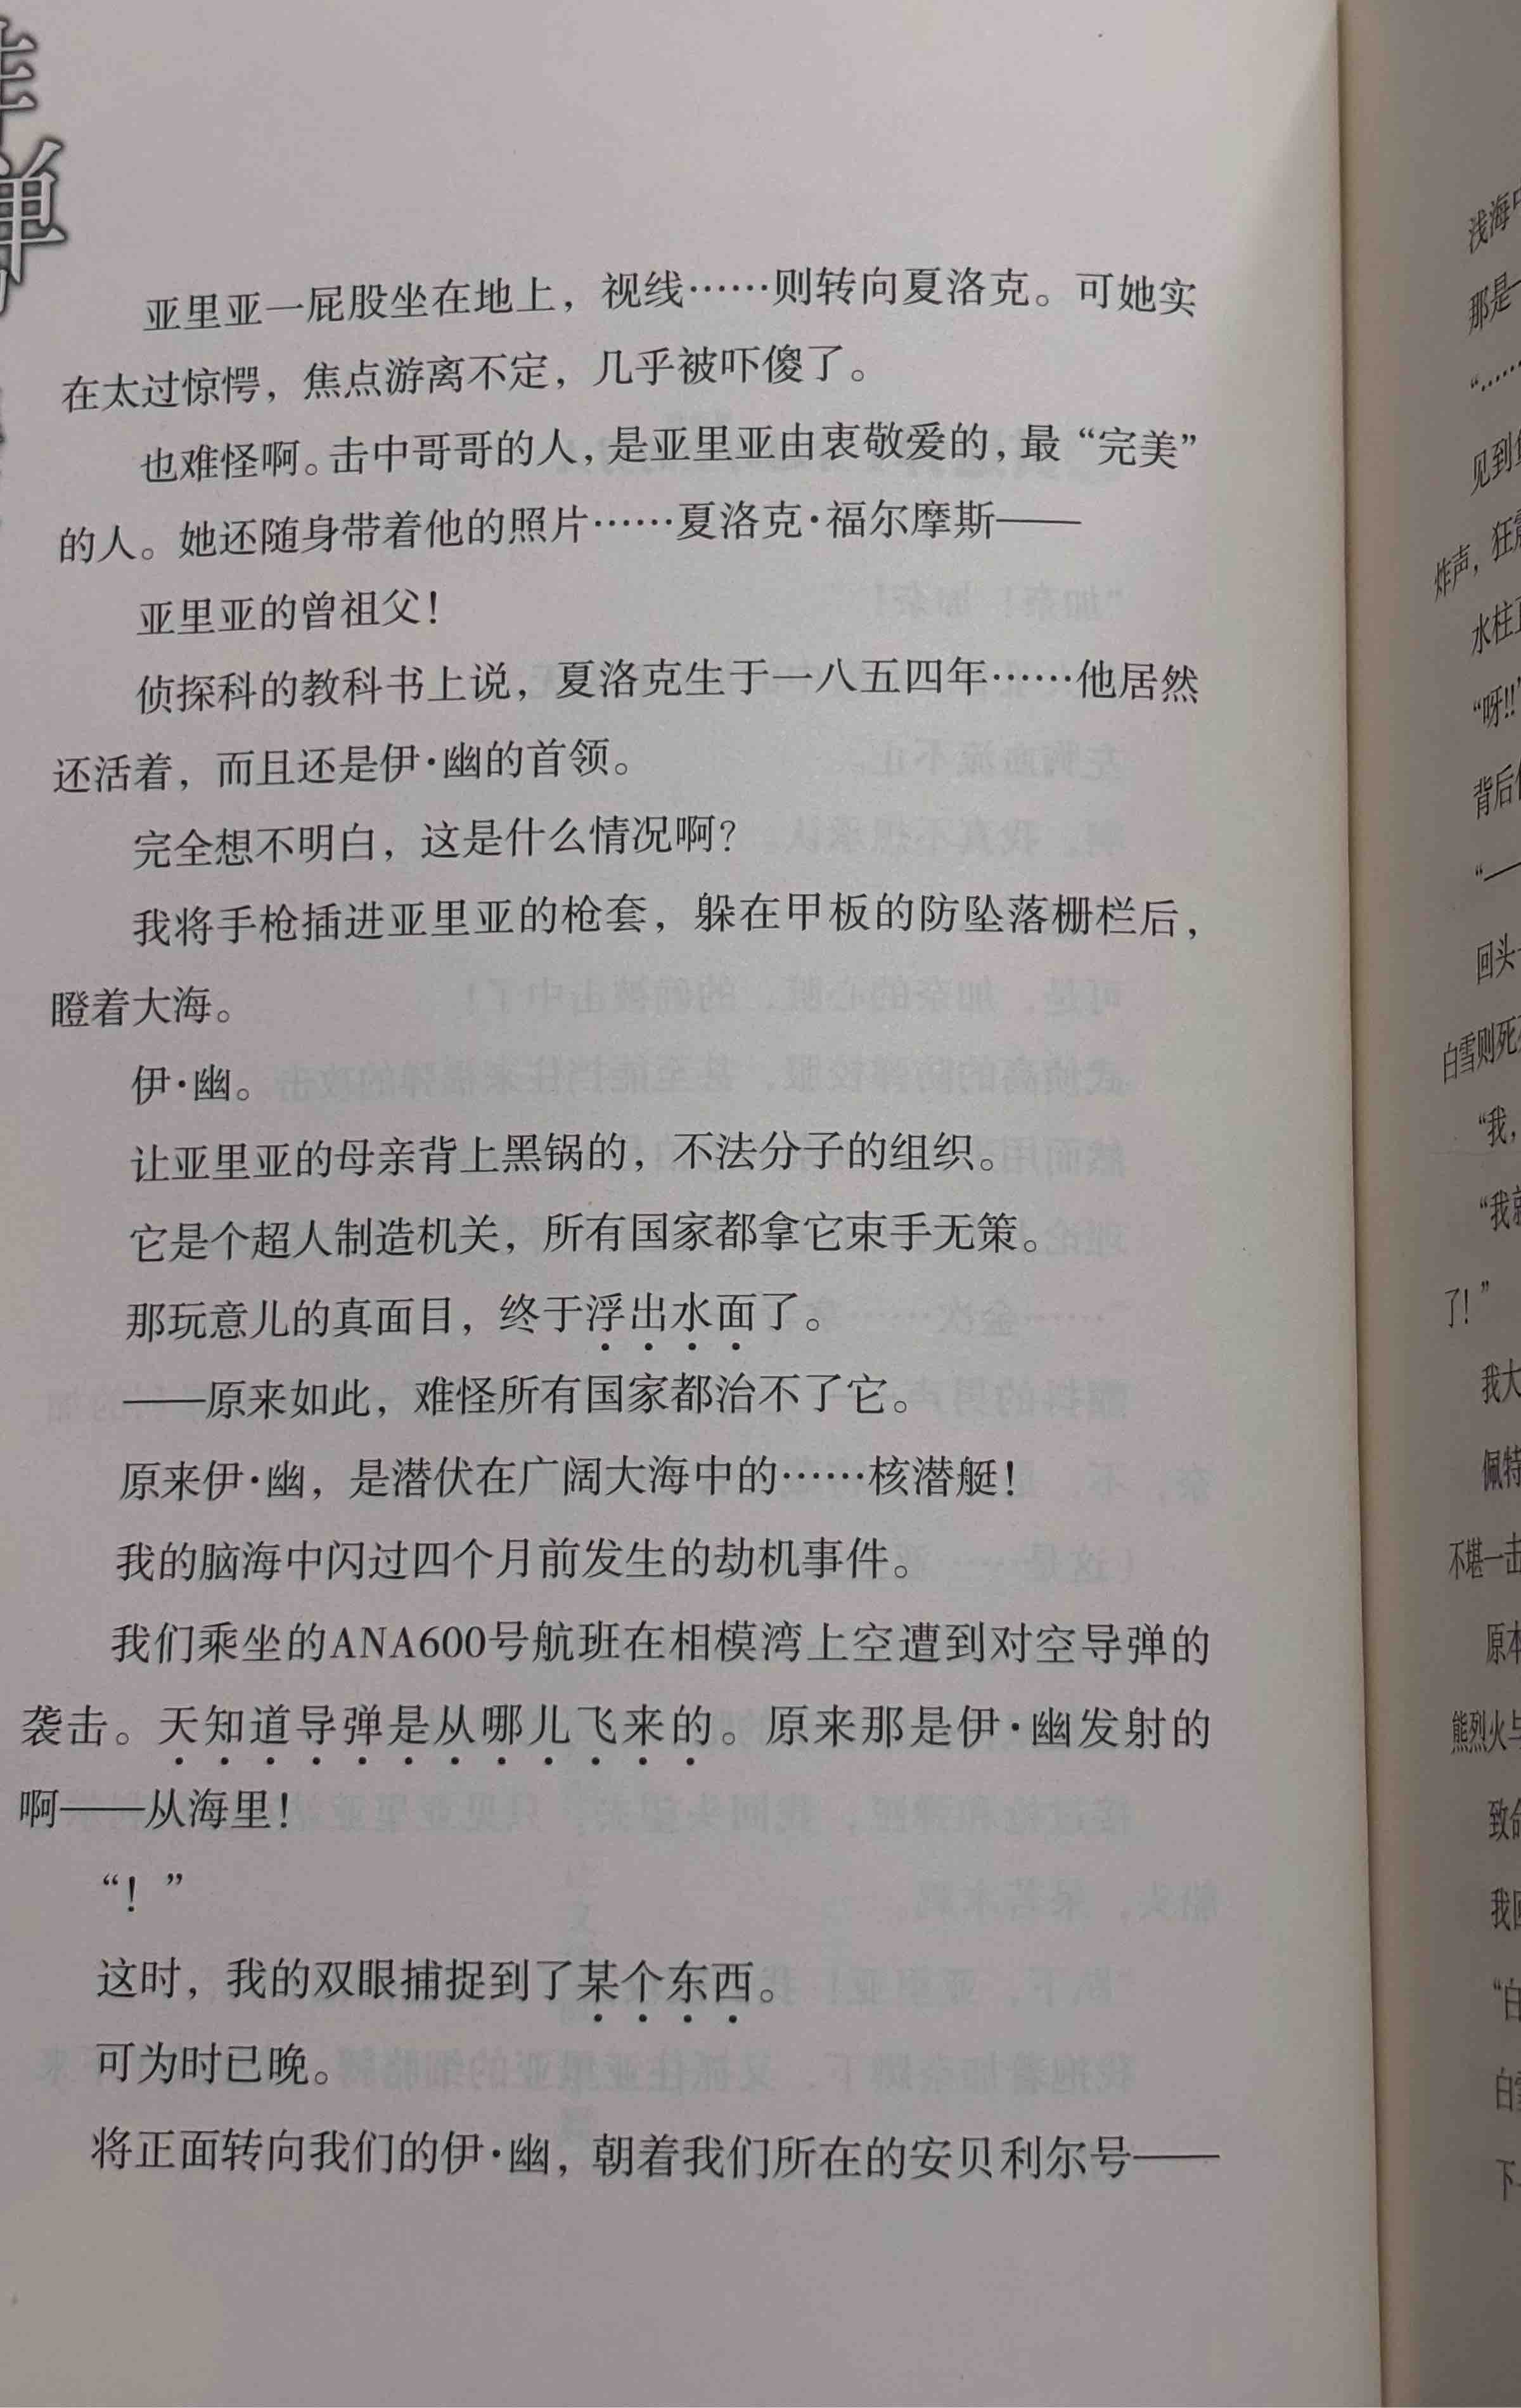 弹
亚里亚一屁股坐在地上，视线……则转向夏洛克。可她实
在太过惊愕，焦点游离不定，几乎被吓傻了。
也难怪啊。击中哥哥的人，是亚里亚由衷敬爱的，最“完美”
的人。她还随身带着他的照片……夏洛克·福尔摩斯——
亚里亚的曾祖父！
侦探科的教科书上说，夏洛克生于一八五四年……他居然
还活着，而且还是伊·幽的首领。
完全想不明白，这是什么情况啊？
我将手枪插进亚里亚的枪套，躲在甲板的防坠落栅栏后，
瞪着大海。
伊·幽。
让亚里亚的母亲背上黑锅的，不法分子的组织。
它是个超人制造机关，所有国家都拿它束手无策。
那玩意儿的真面目，终于浮出水面了。
——原来如此，难怪所有国家都治不了它。
原来伊·幽，是潜伏在广阔大海中的……核潜艇！
我的脑海中闪过四个月前发生的劫机事件。
我们乘坐的ANA600号航班在相模湾上空遭到对空导弹的
袭击。天知道导弹是从哪儿飞来的。原来那是伊·幽发射的
啊——从海里！
“！”
这时，我的双眼捕捉到了某个东西。
可为时已晚。
将正面转向我们的伊·幽，朝着我们所在的安贝利尔号——
浅海
那是
“……
见到
炸声，狂
水柱
“呀!!”
背后
“—
回头
白雪则死
“我，
“我
了！”
我大
佩特
不堪一击
原本
熊烈火与
致命
我回
“白
白
下